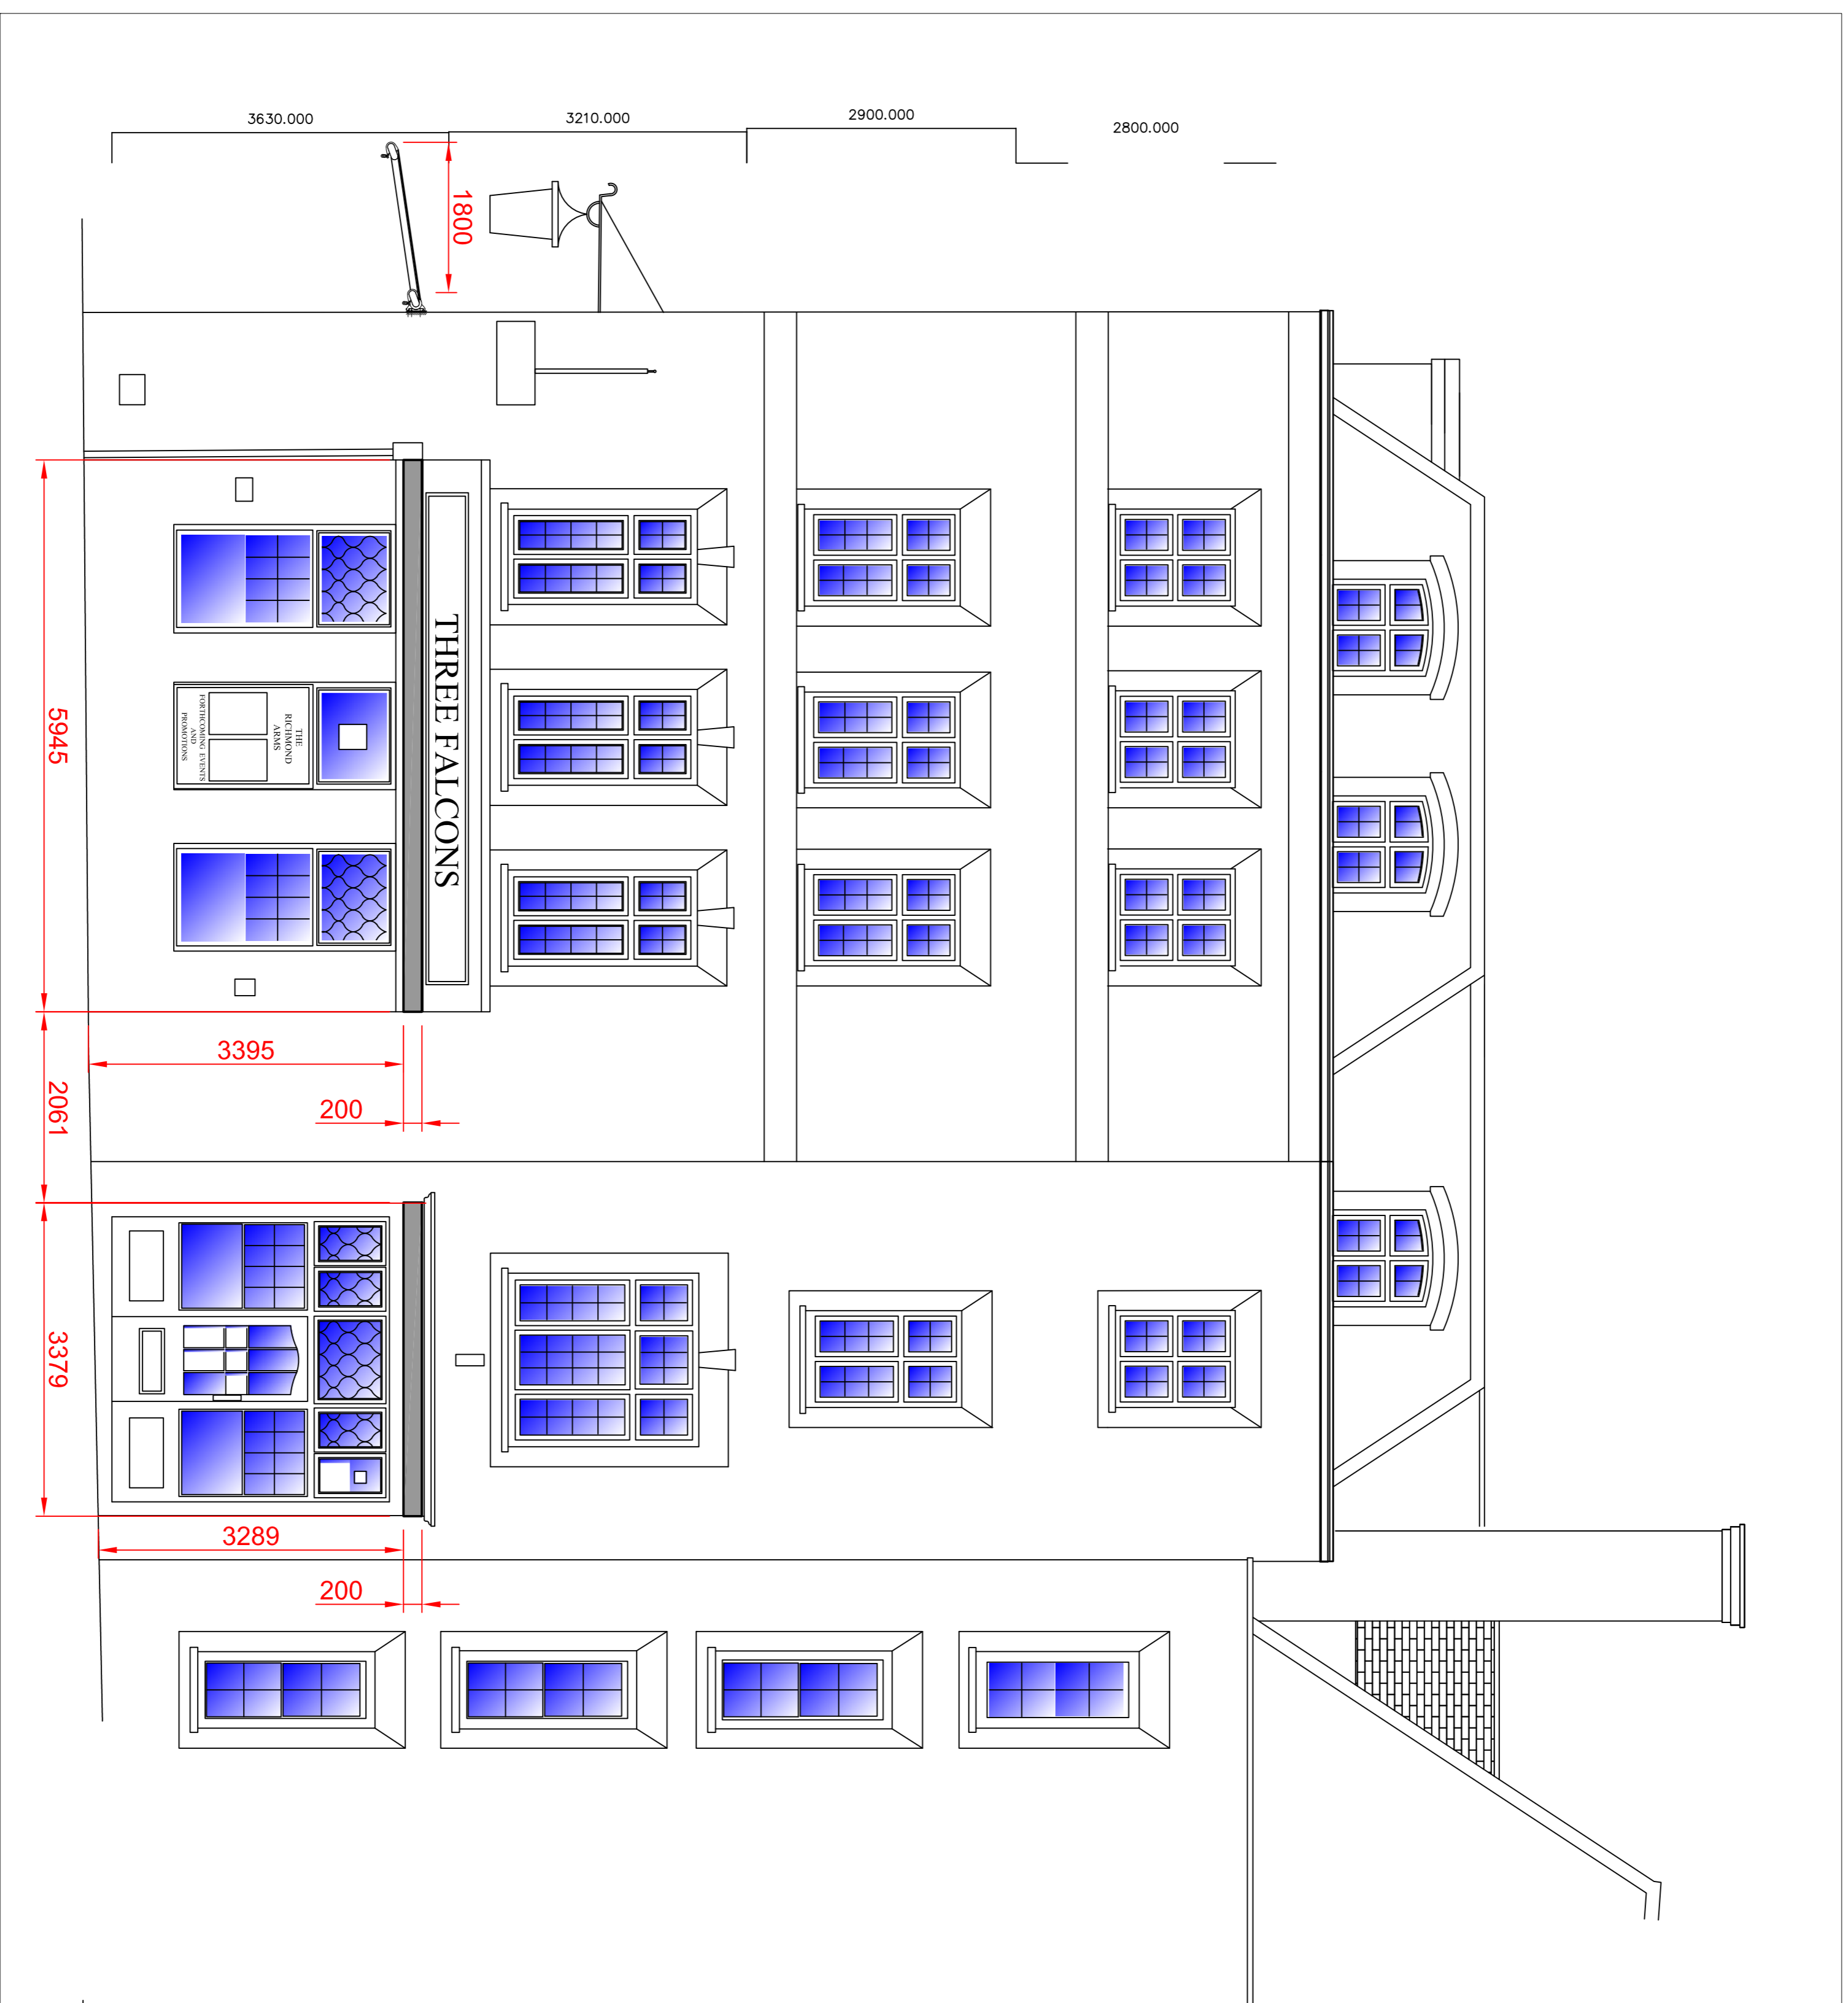 3630.000
3210.000
2900.000
2800.000
1800
THREE FALCONS
THE
RICHMOND
ARMS
FORTHCOMING EVENTS
AND
PROMOTIONS
5945
3395
200
2061
3379
3289
200